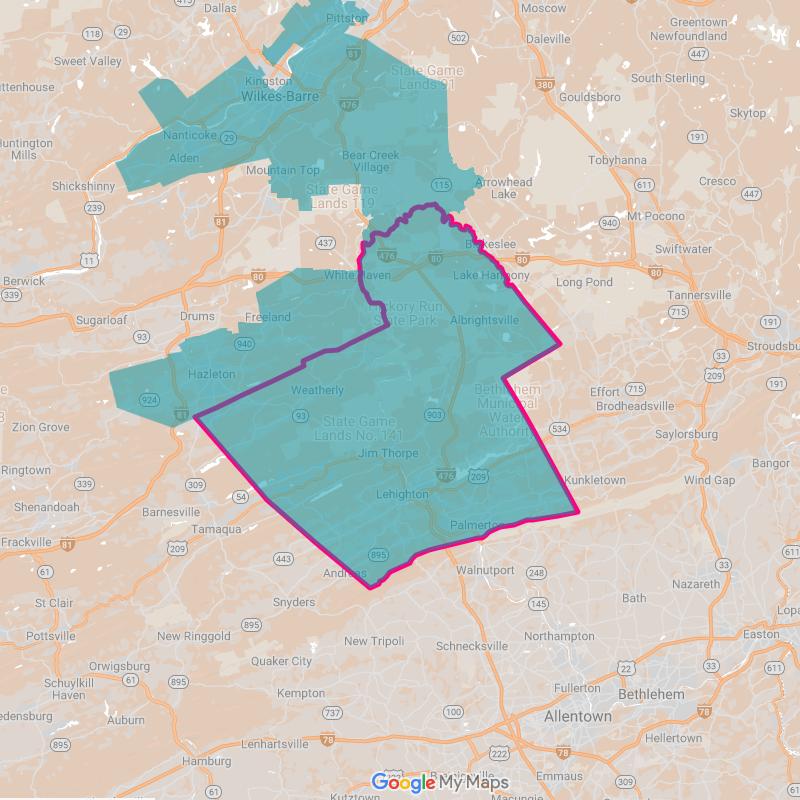 Dallas
415
Pittston
Moscow
118
29
502
Daleville
Greentown
Newfoundland
447
Sweet Valley
81
State Game
Lands 91
South Sterling
Kingston
Wilkes-Barre
476
380
Gouldsboro
Skytop
Huntington
Mills
Nanticoke
29
191
Alden
Bear Creek
Village
Tobyhanna
Mountain Top
Shickshinny
State Game
Lands 119
115
Arrowhead
Lake
611
Cresco
447
239
81
940
Mt Pocono
437
Swiftwater
11
476
80
80
80
Berwick
80
White Haven
Lake Harmony
Long Pond
339
Tannersville
Sugarloaf
Drums
Freeland
Hickory Run
State Park
Albrightsville
715
191
93
940
Stroudsburg
33
Hazleton
209
Weatherly
Bethlehem
Municipal
Water
Authority
Effort
715
191
924
Brodheadsville
81
93
903
Zion Grove
State Game
Lands No. 141
534
Saylorsburg
Jim Thorpe
Bangor
Ringtown
476
209
Kunkletown
Wind Gap
339
309
54
Lehighton
Shenandoah
Barnesville
Tamaqua
Palmerton
Frackville
81
209
443
895
33
61
Andreas
Walnutport
248
Nazareth
St Clair
Snyders
145
Bath
895
Pottsville
New Ringgold
New Tripoli
Schnecksville
Northampton
Easton
Orwigsburg
Quaker City
22
33
611
61
895
Schuylkill
Haven
Kempton
Fullerton
Bethlehem
737
100
Allentown
78
Auburn
895
78
Hellertown
Lenhartsville
222
78
Hamburg
309
Emmaus
Google My Maps
Kutztown
Macungie